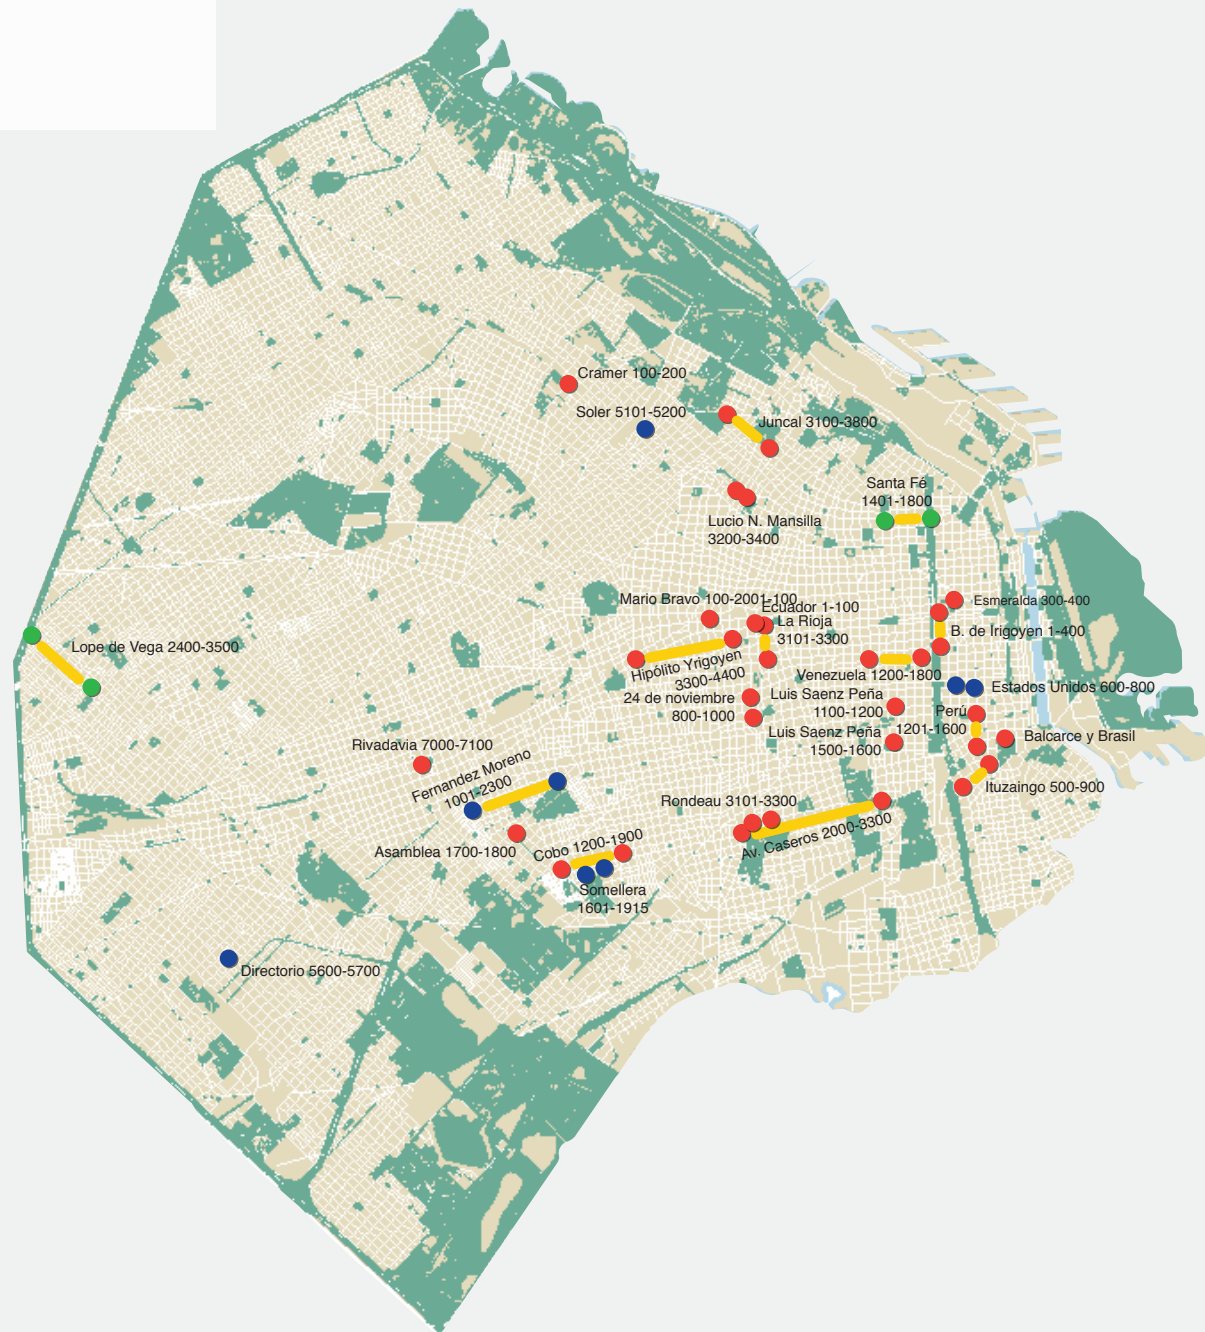 Cramer 100-200
Soler 5101-5200
Juncal 3100-3800
Santa Fé
1401-1800
Lucio N. Mansilla
3200-3400
Mario Bravo 100-2001-100
Ecuador 1-100
La Rioja
3101-3300
Esmeralda 300-400
B. de Irigoyen 1-400
Lope de Vega 2400-3500
Hipólito Yrigoyen
3300-4400
Venezuela 1200-1800
Estados Unidos 600-800
24 de noviembre
800-1000
Luis Saenz Peña
1100-1200
Perú
1201-1600
Luis Saenz Peña
1500-1600
Balcarce y Brasil
Rivadavia 7000-7100
Fernandez Moreno
1001-2300
Ituzaingo 500-900
Rondeau 3101-3300
Av. Caseros 2000-3300
Asamblea 1700-1800
Cobo 1200-1900
Somellera
1601-1915
Directorio 5600-5700